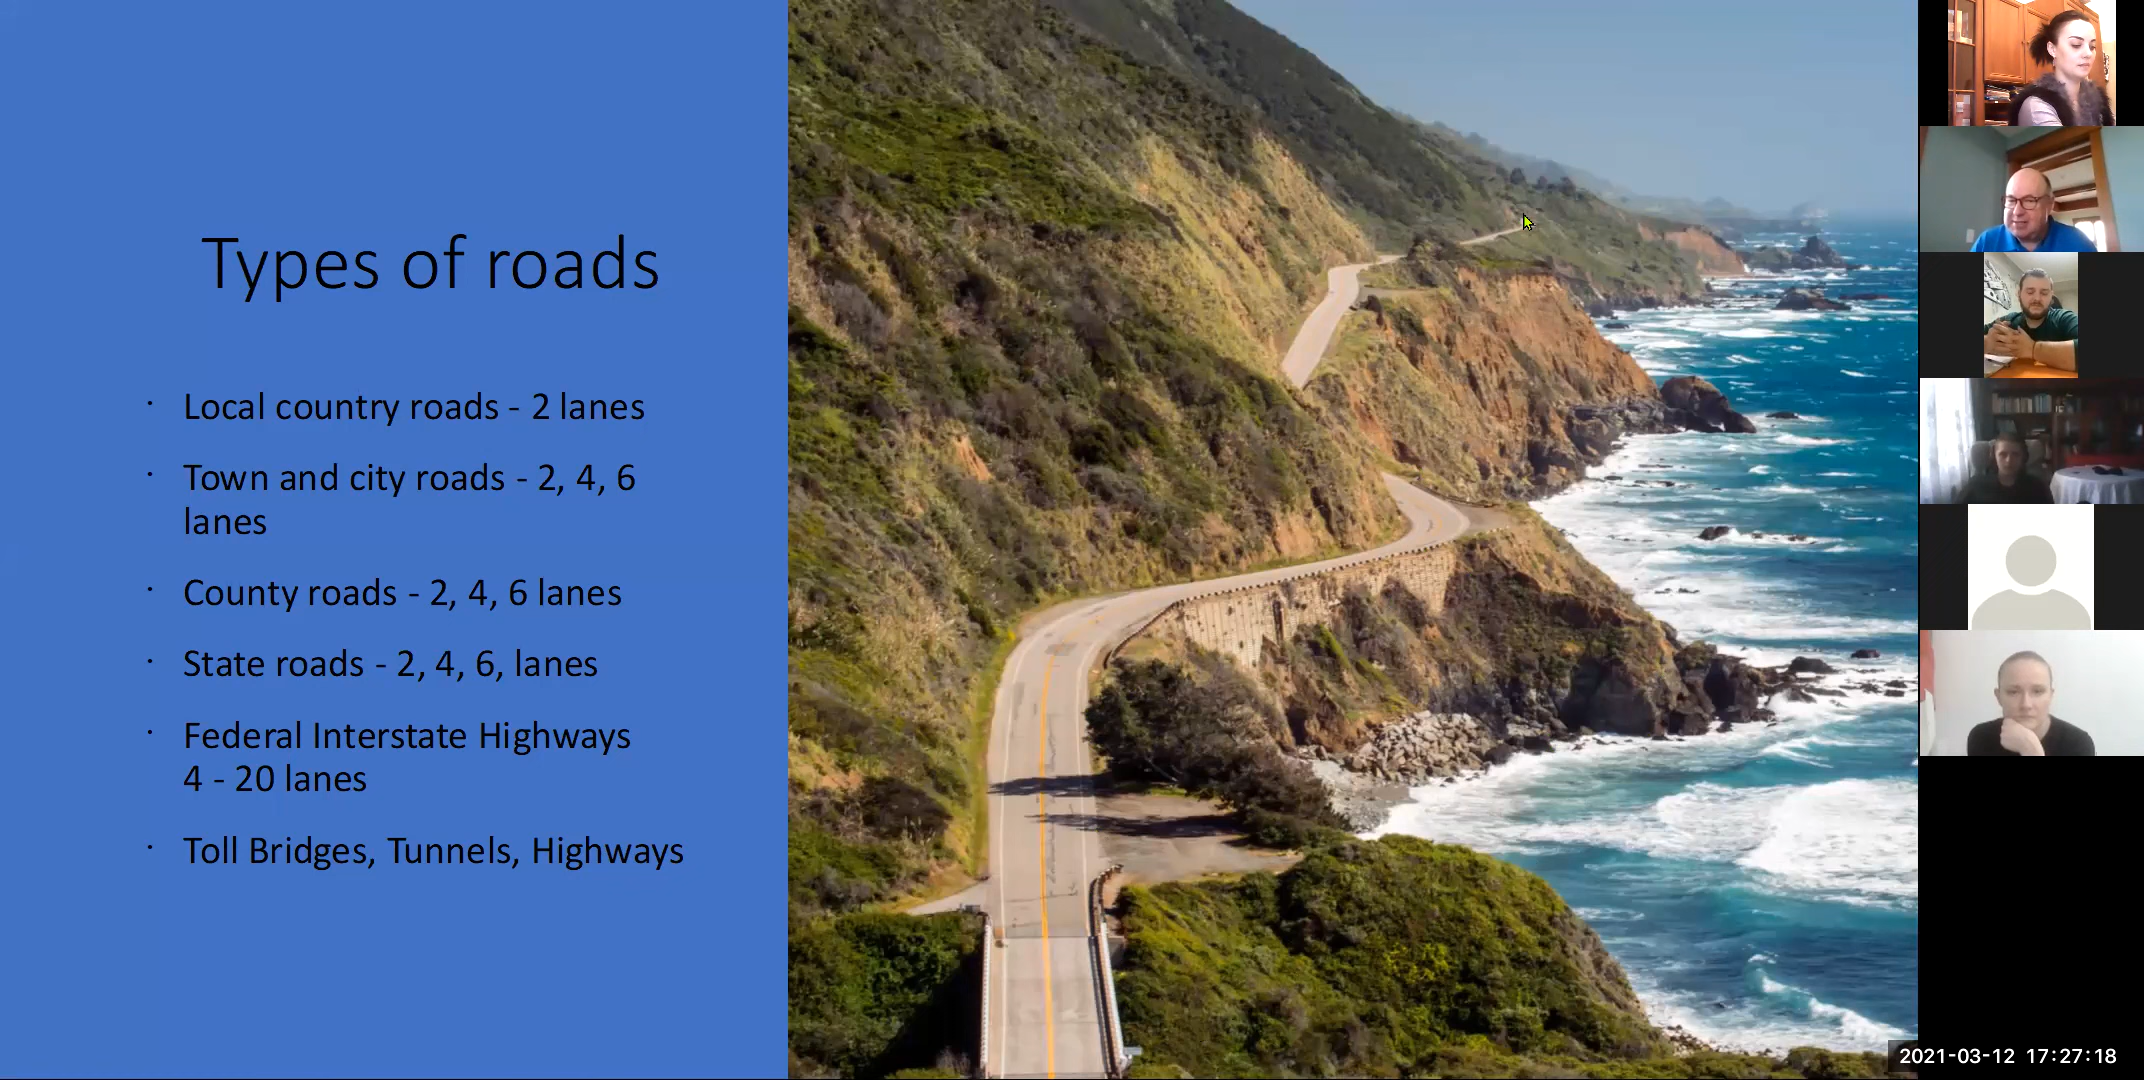 Types of roads
· Local country roads - 2 lanes
· Town and city roads - 2, 4, 6
lanes
· County roads - 2, 4, 6 lanes
· State roads - 2, 4, 6, lanes
· Federal Interstate Highways
4 - 20 lanes
· Toll Bridges, Tunnels, Highways
2021-03-12 17:27:18